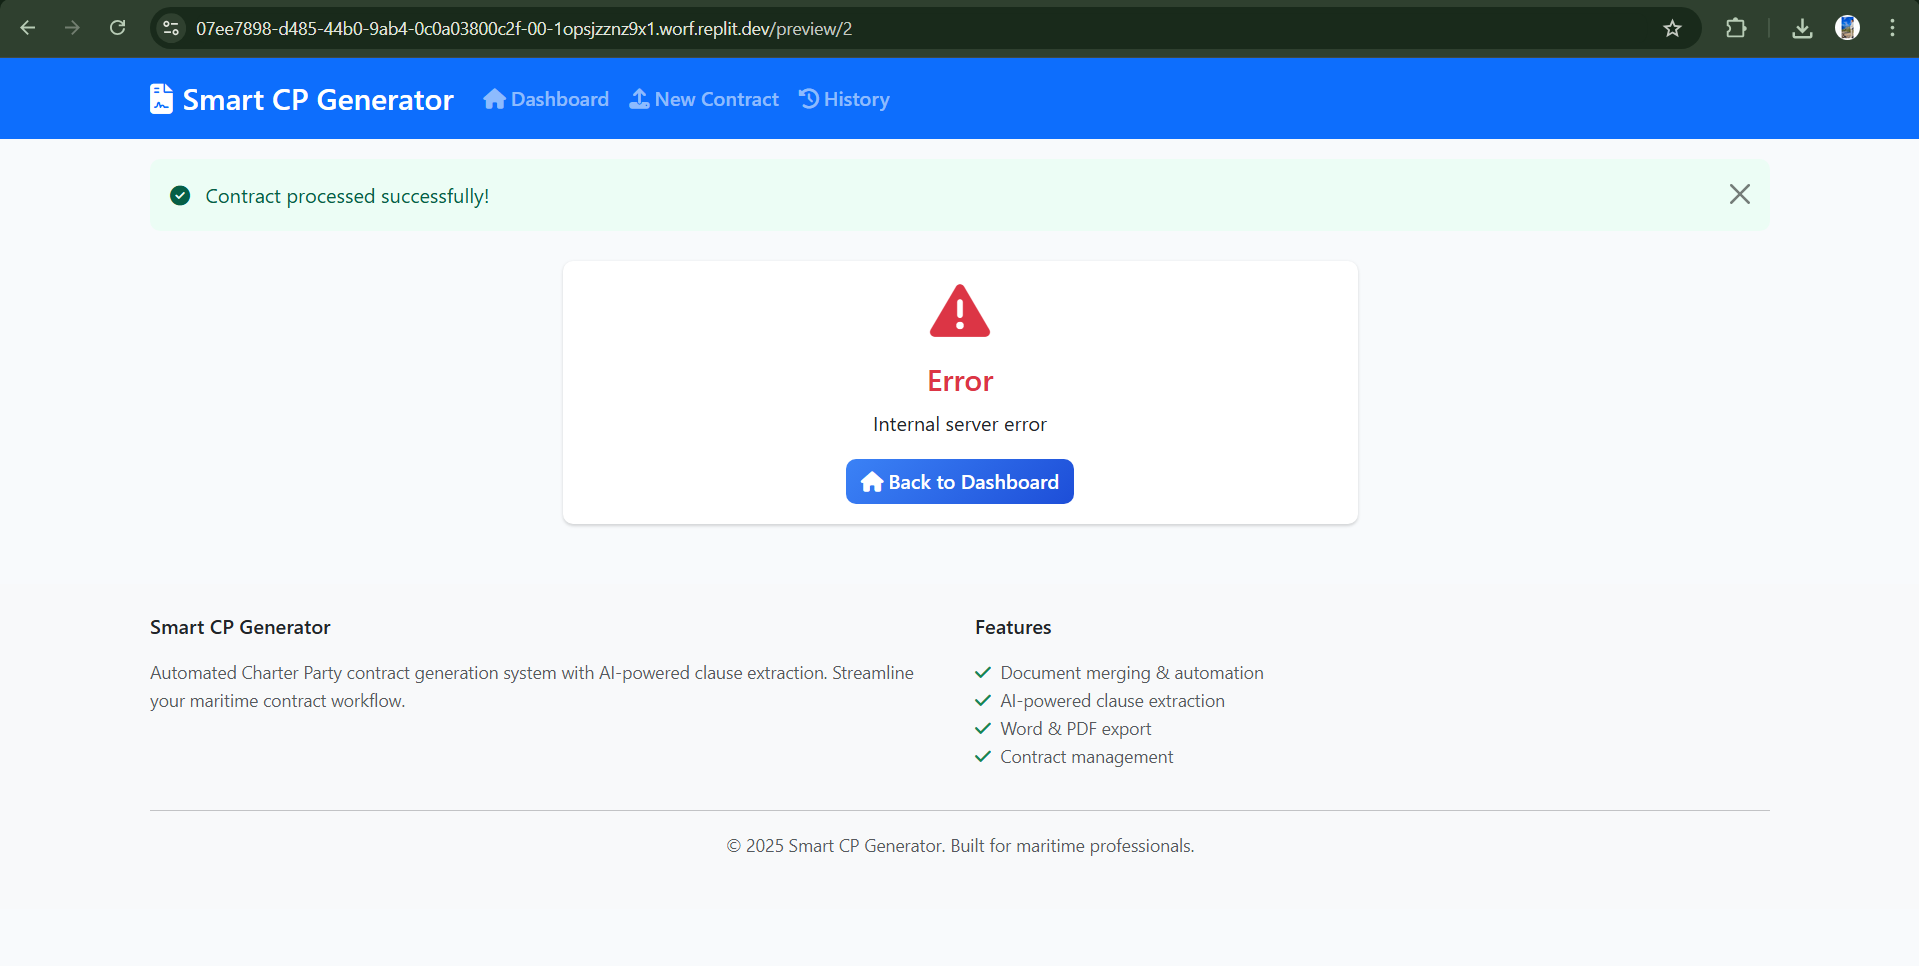 07ee7898-d485-44b0-9ab4-0c0a03800c2f-00-1opsjzznz9x1.worf.replit.dev/preview/2
Smart CP Generator Dashboard New Contract History
Contract processed successfully!
Error
Internal server error
Back to Dashboard
Smart CP Generator
Automated Charter Party contract generation system with AI-powered clause extraction. Streamline
your maritime contract workflow.
Features
Document merging & automation
AI-powered clause extraction
Word & PDF export
Contract management
© 2025 Smart CP Generator. Built for maritime professionals.